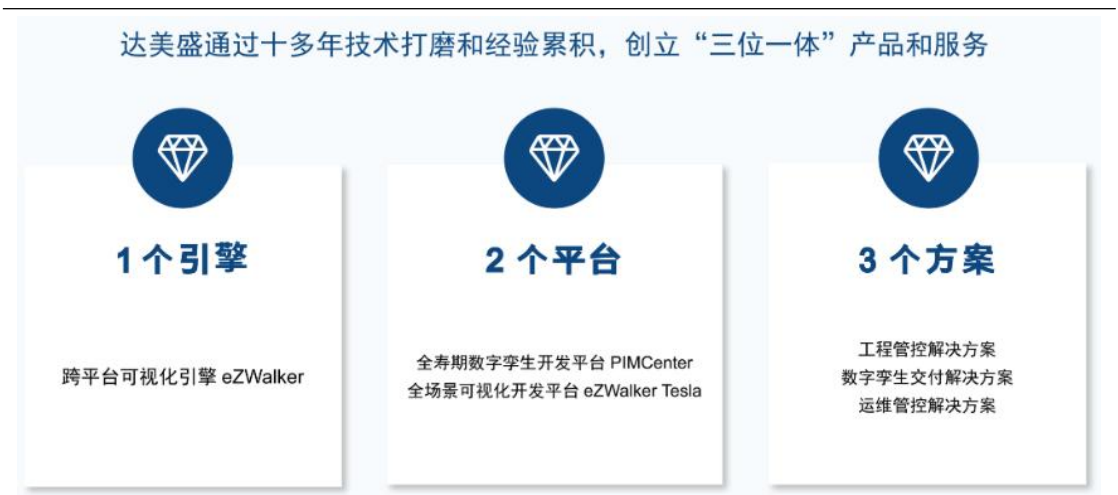 达美盛通过十多年技术打磨和经验累积，创立“三位一体”产品和服务
1个引擎
跨平台可视化引擎 eZWalker
2 个平台
全寿期数字孪生开发平台 PIMCenter
全场景可视化开发平台 eZWalker Tesla
3 个方案
工程管控解决方案
数字孪生交付解决方案
运维管控解决方案